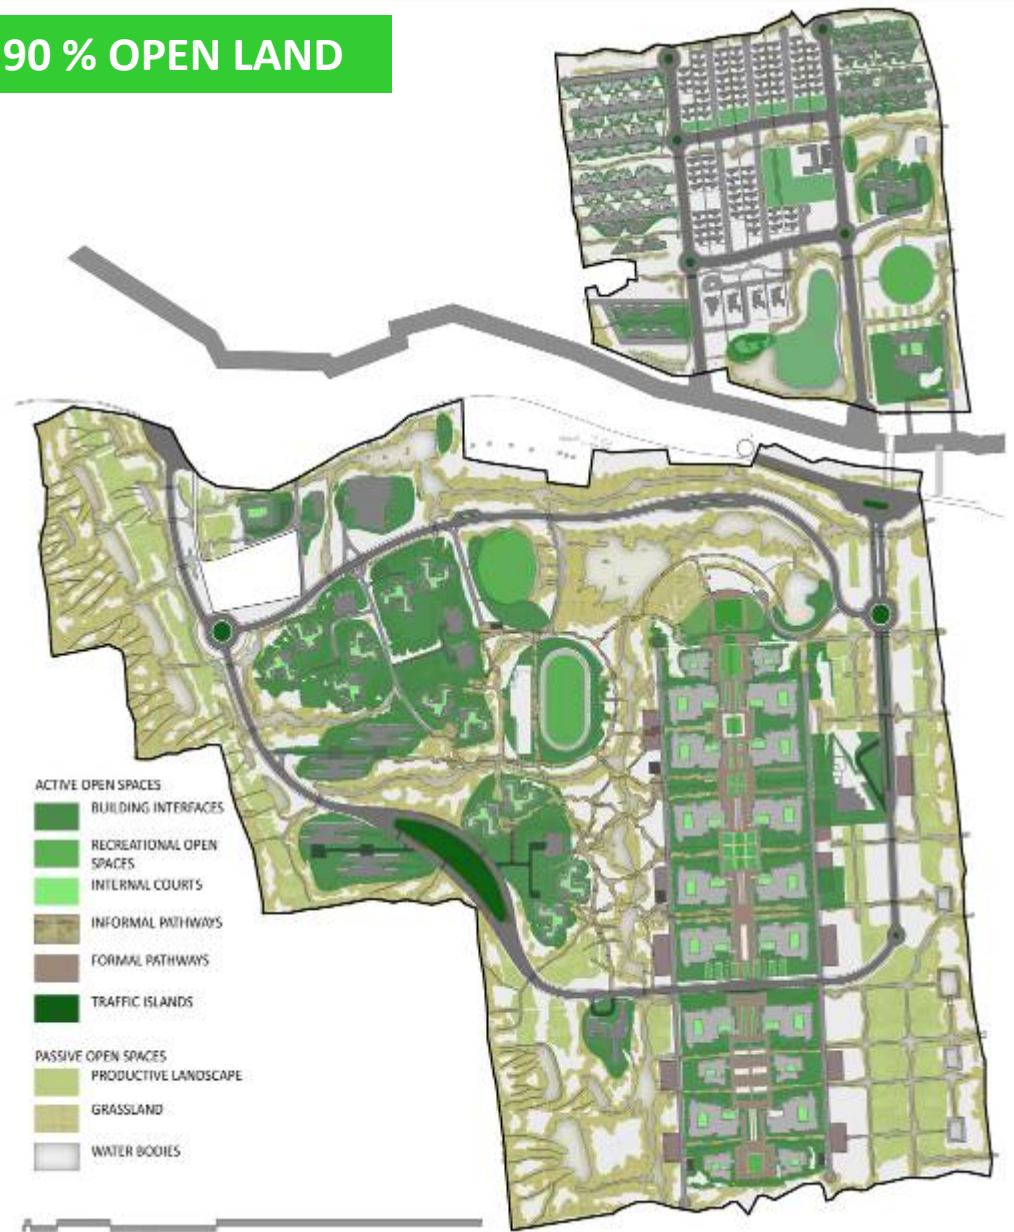 90 % OPEN LAND
ACTIVE OPEN SPACES
BUILDING INTERFACES
RECREATIONAL OPEN
SPACES
INTERNAL COURTS
INFORMAL PATHWAYS
FORMAL PATHWAYS
TRAFFIC ISLANDS
PASSIVE OPEN SPACES
PRODUCTIVE LANDSCAPE
GRASSLAND
WATER BODIES